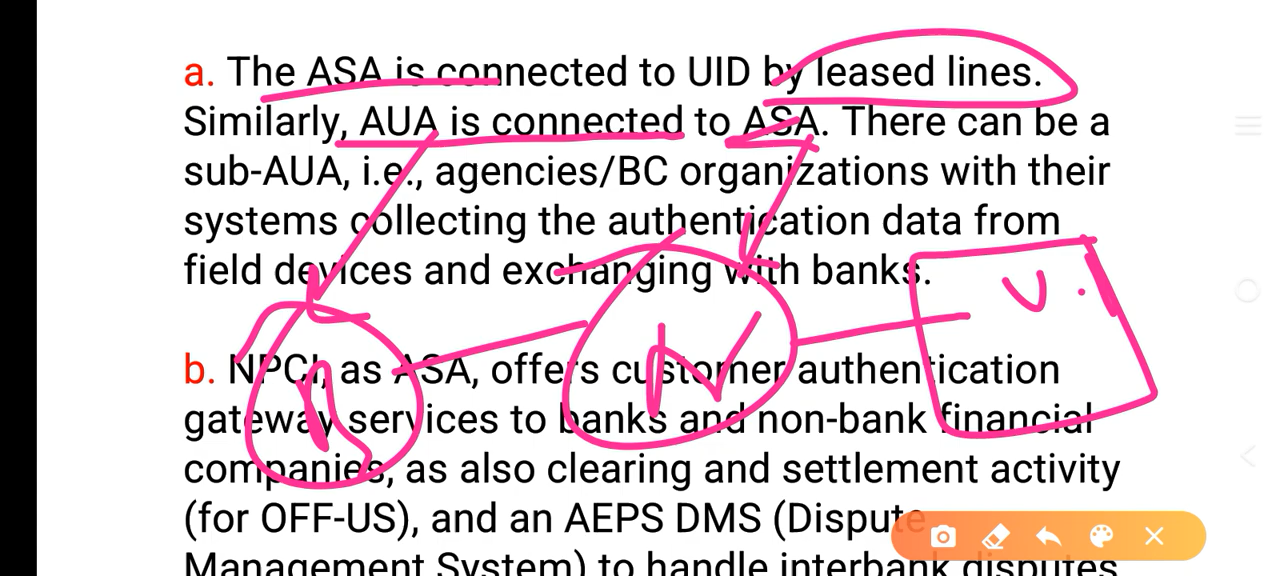 a. The ASA is connected to UID by leased lines.
Similarly, AUA is connected to ASA. There can be a
sub-AUA, i.e., agencies/BC organizations with their
systems collecting the authentication data from
field devices and exchanging with banks.
U.I
N
b. NPCI, as ASA, offers customer authentication
gateway services to banks and non-bank financial
companies, as also clearing and settlement activity
(for OFF-US), and an AEPS DMS (Dispute
Management System) to handle interbank disputes